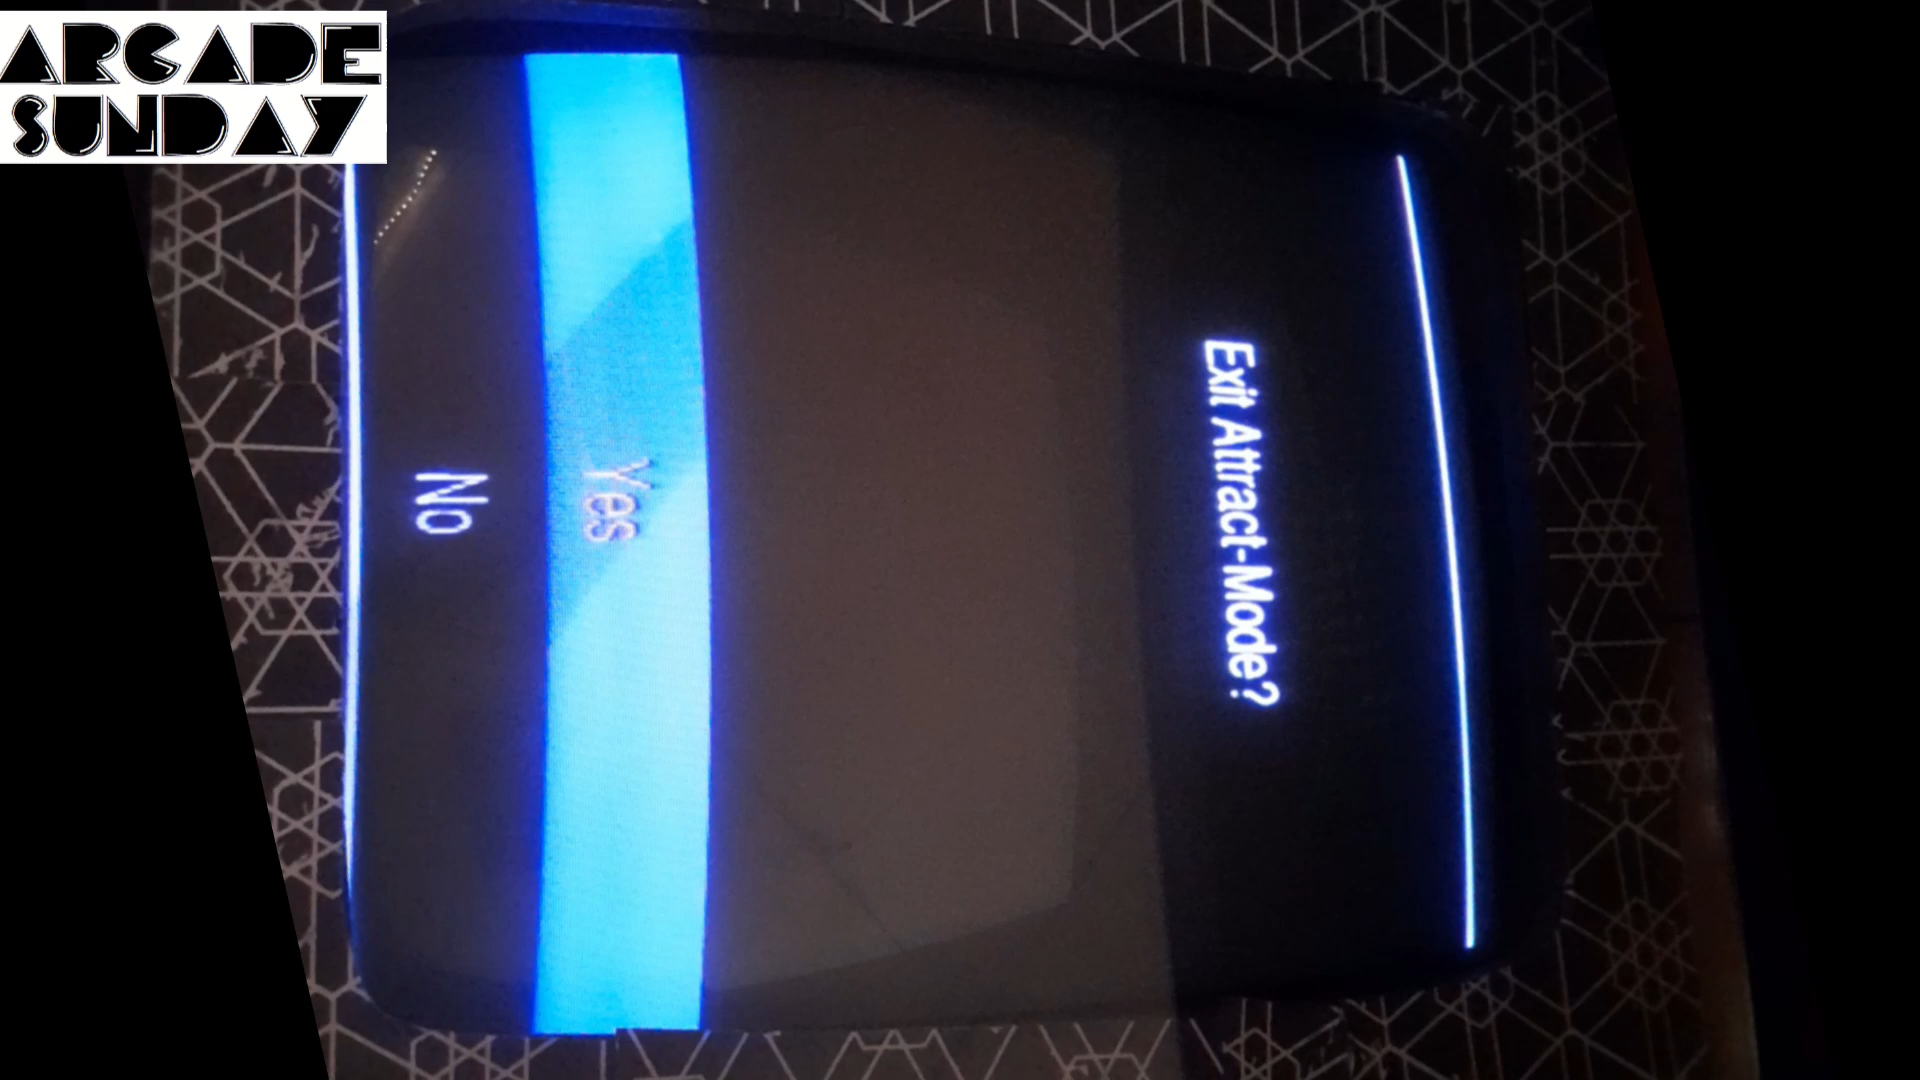 ARCADE
SUNDAY
Exit Attract-Mode?
Yes
No